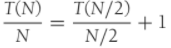 T(N)/N = T(N/2)/(N/2) + 1